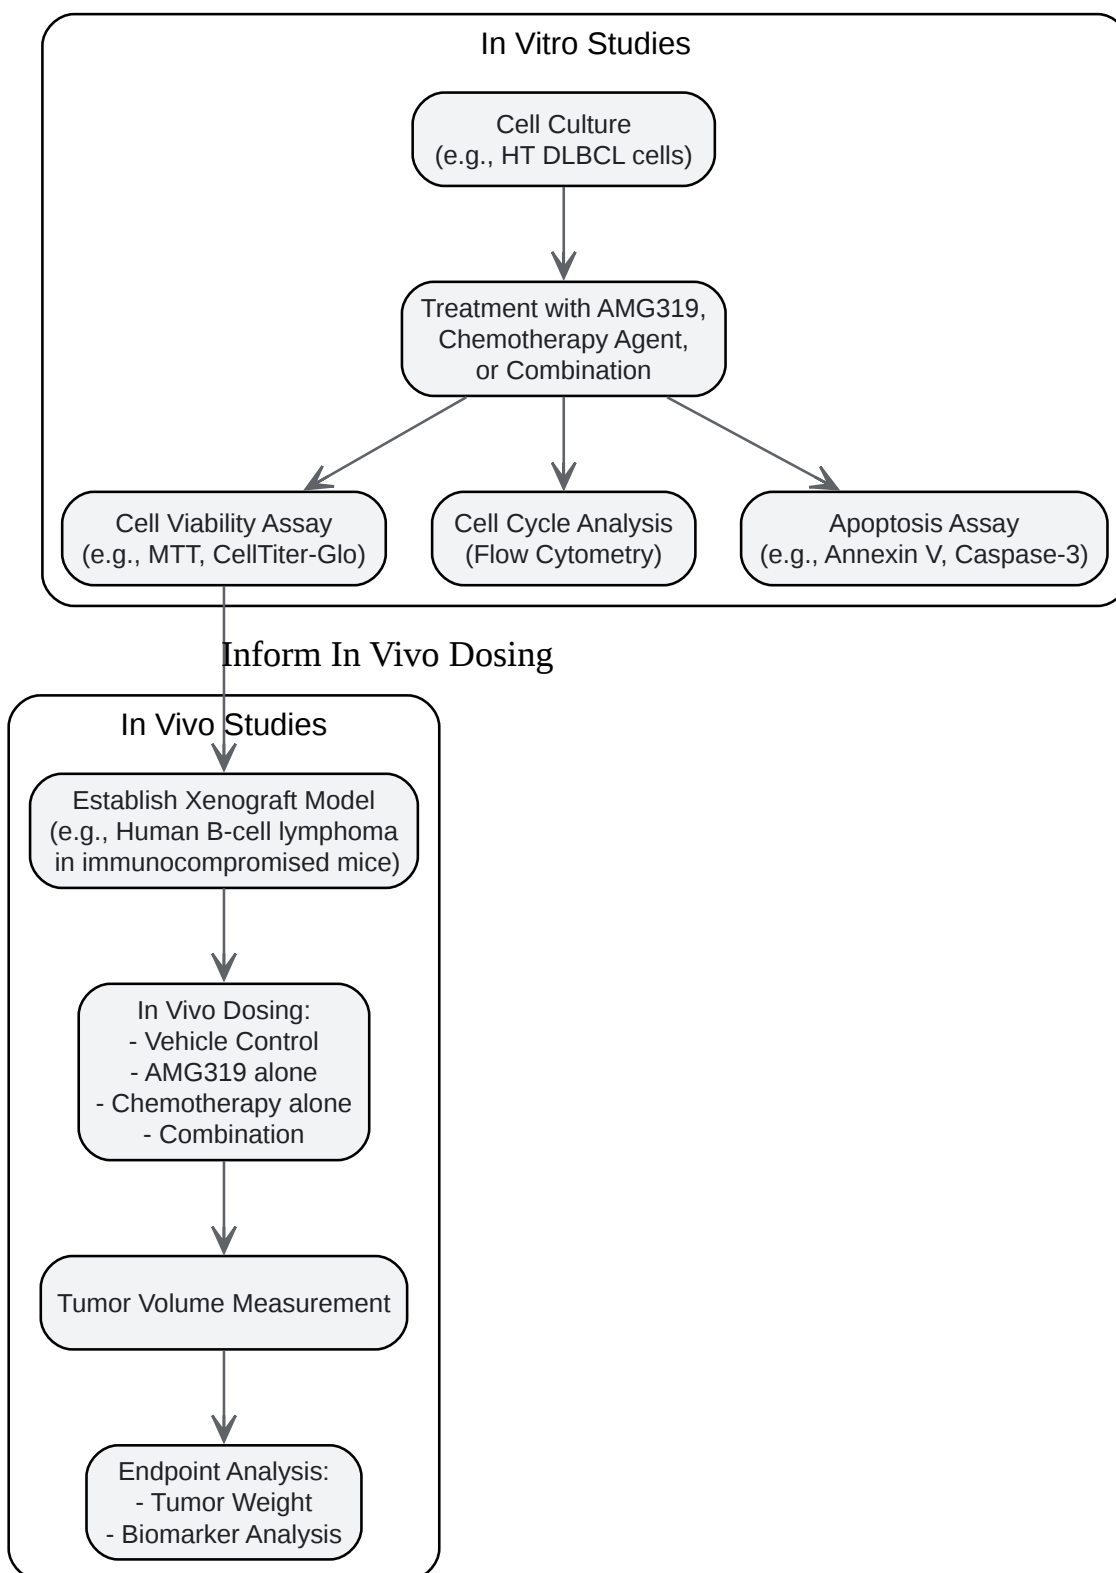 In Vitro Studies
Cell Culture
(e.g., HT DLBCL cells)
Treatment with AMG319,
Chemotherapy Agent,
or Combination
Cell Viability Assay
(e.g., MTT, CellTiter-Glo)
Cell Cycle Analysis
(Flow Cytometry)
Apoptosis Assay
(e.g., Annexin V, Caspase-3)
Inform In Vivo Dosing
In Vivo Studies
Establish Xenograft Model
(e.g., Human B-cell lymphoma
in immunocompromised mice)
In Vivo Dosing:
- Vehicle Control
- AMG319 alone
- Chemotherapy alone
- Combination
Tumor Volume Measurement
Endpoint Analysis:
- Tumor Weight
- Biomarker Analysis